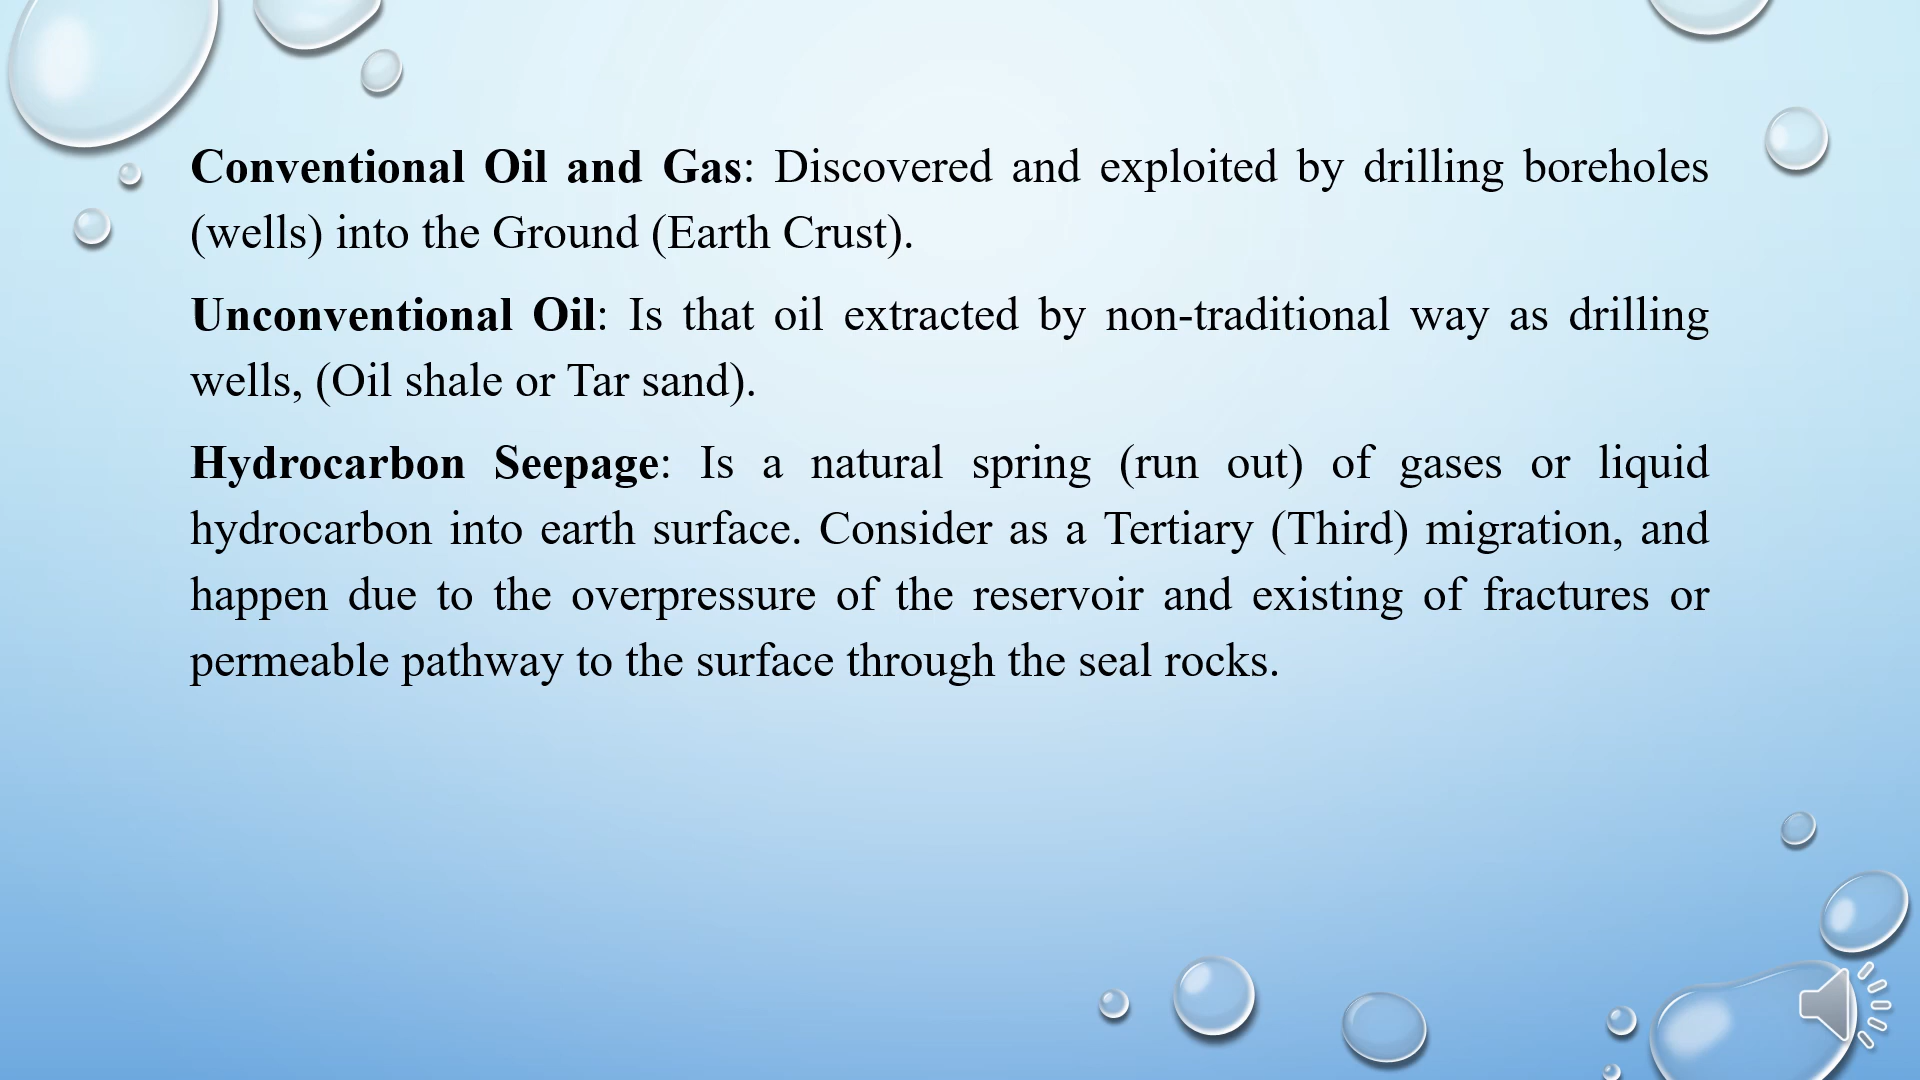 Conventional Oil and Gas: Discovered and exploited by drilling boreholes
(wells) into the Ground (Earth Crust).
Unconventional Oil: Is that oil extracted by non-traditional way as drilling
wells, (Oil shale or Tar sand).
Hydrocarbon Seepage: Is a natural spring (run out) of gases or liquid
hydrocarbon into earth surface. Consider as a Tertiary (Third) migration, and
happen due to the overpressure of the reservoir and existing of fractures or
permeable pathway to the surface through the seal rocks.